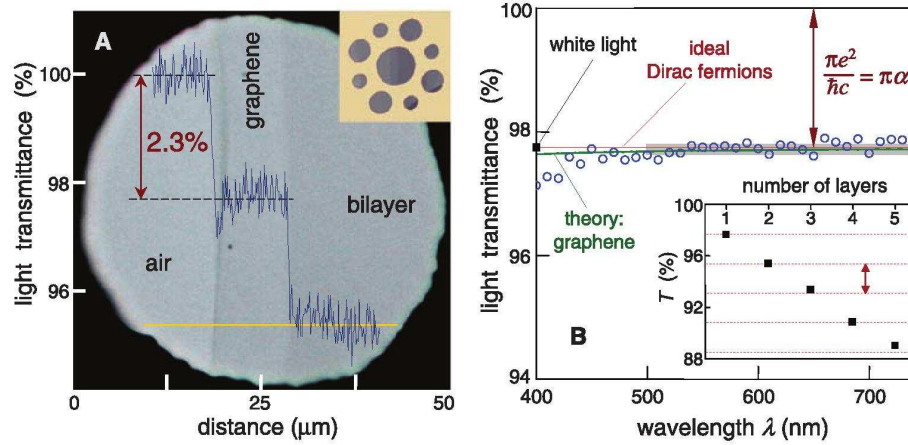 A
light transmittance (%)
100
98
96
2.3%
graphene
air
bilayer
0
25
50
distance (μm)
light transmittance (%)
100
98
96
94
white light
ideal
Dirac fermions
πe²/ħc = πα
theory:
graphene
B
number of layers
1 2 3 4 5
T (%)
100
96
92
88
400 500 600 700
wavelength λ (nm)